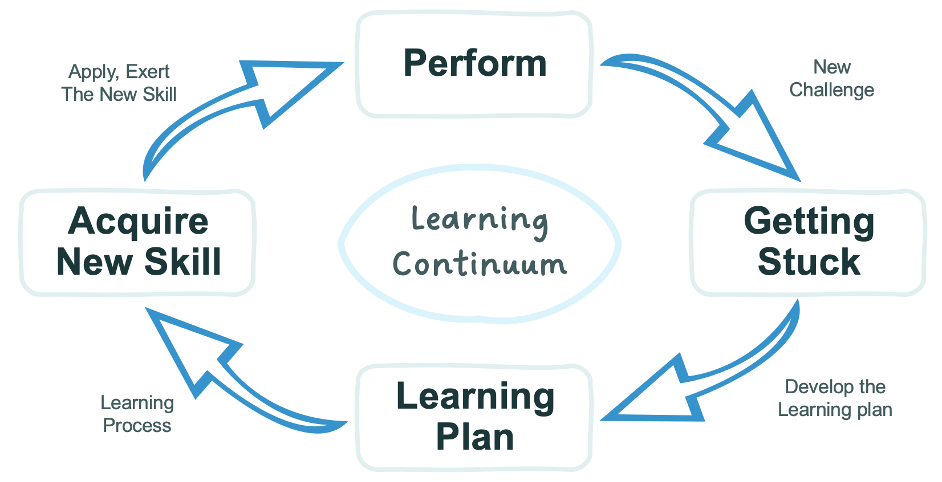 Perform
Apply, Exert
The New Skill
New
Challenge
Acquire
New Skill
Learning
Continuum
Getting
Stuck
Learning
Plan
Learning
Process
Develop the
Learning plan